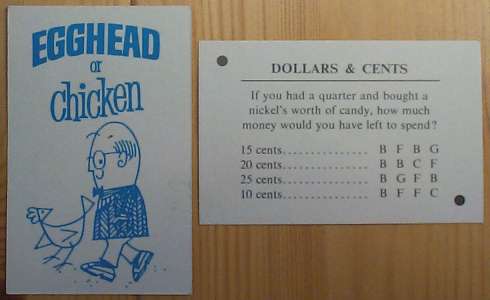 EGGHEAD
or
Chicken
DOLLARS & CENTS
If you had a quarter and bought a
nickel's worth of candy, how much
money would you have left to spend?
15 cents................... B F B G
20 cents................... B B C F
25 cents................... B G F B
10 cents................... B F F C